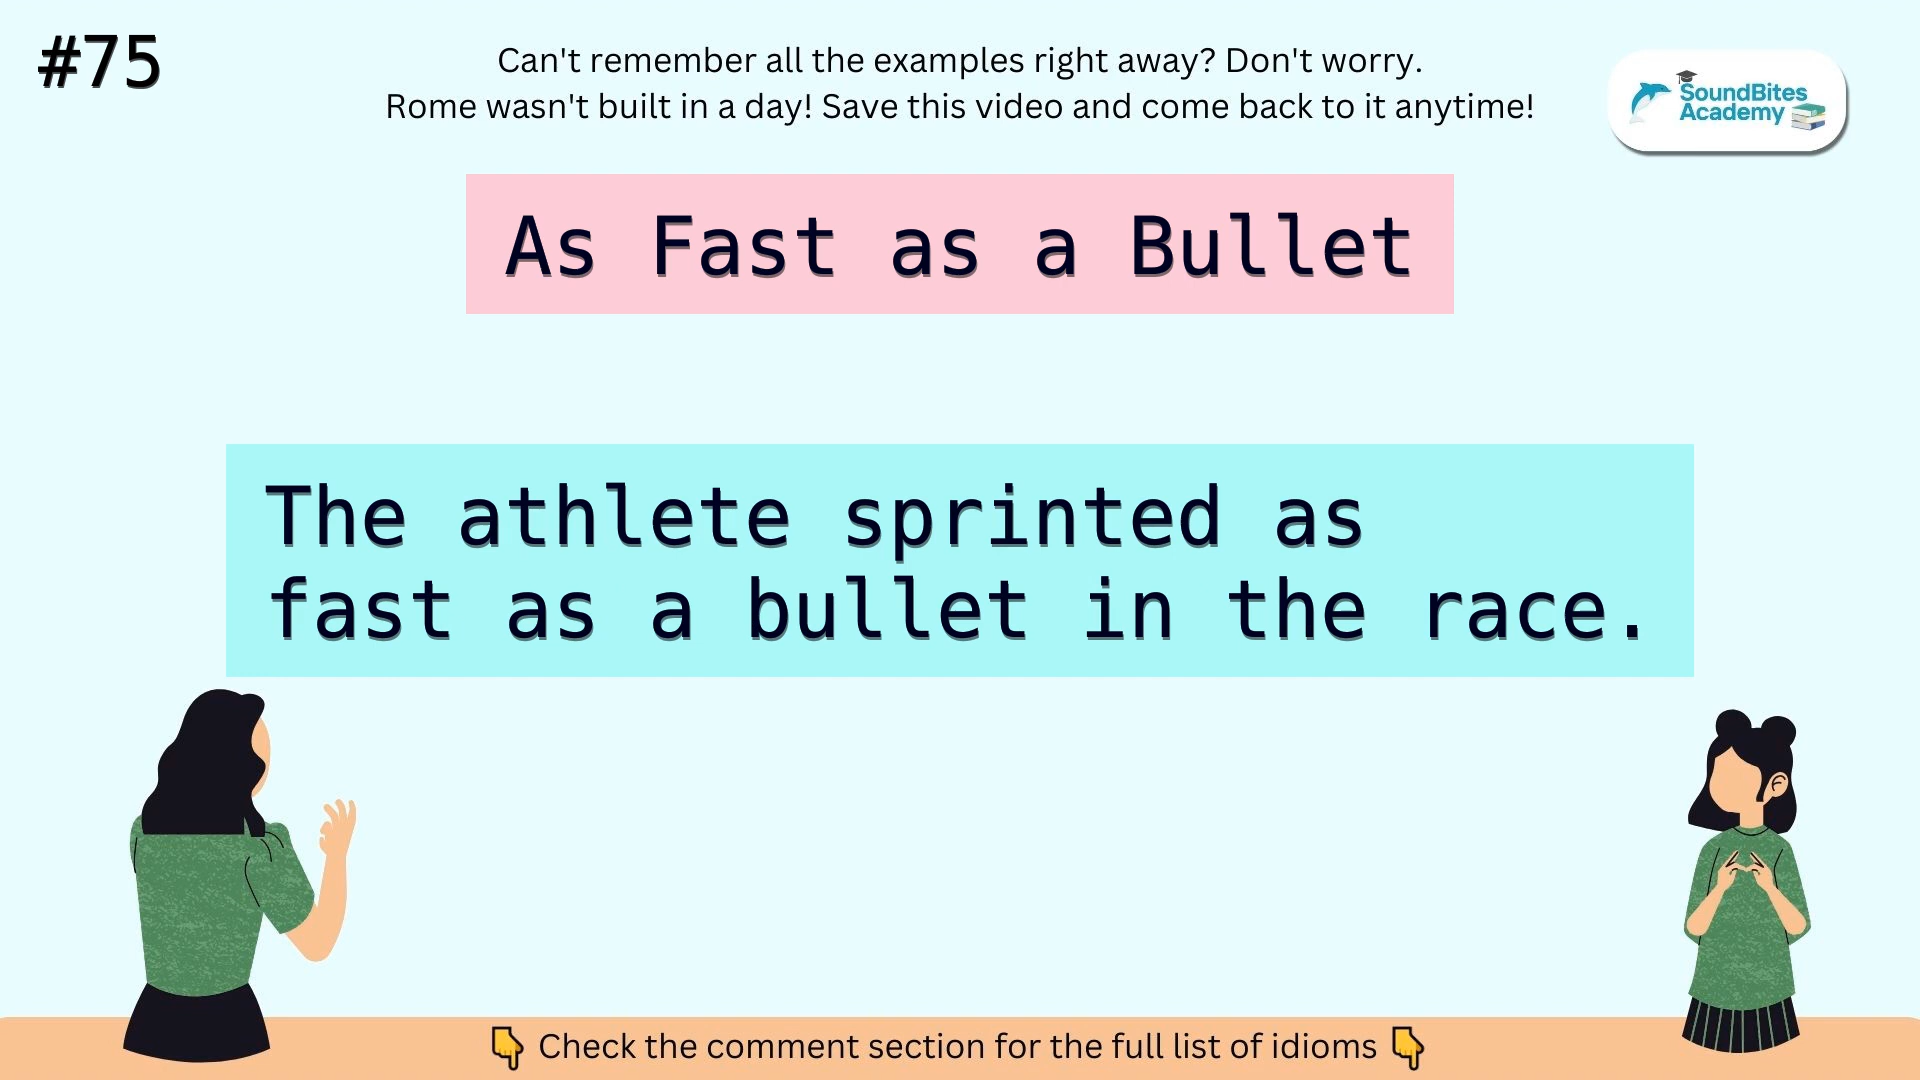 #75
Can't remember all the examples right away? Don't worry.
Rome wasn't built in a day! Save this video and come back to it anytime!
SoundBites
Academy
As Fast as a Bullet
The athlete sprinted as
fast as a bullet in the race.
👇 Check the comment section for the full list of idioms 👇